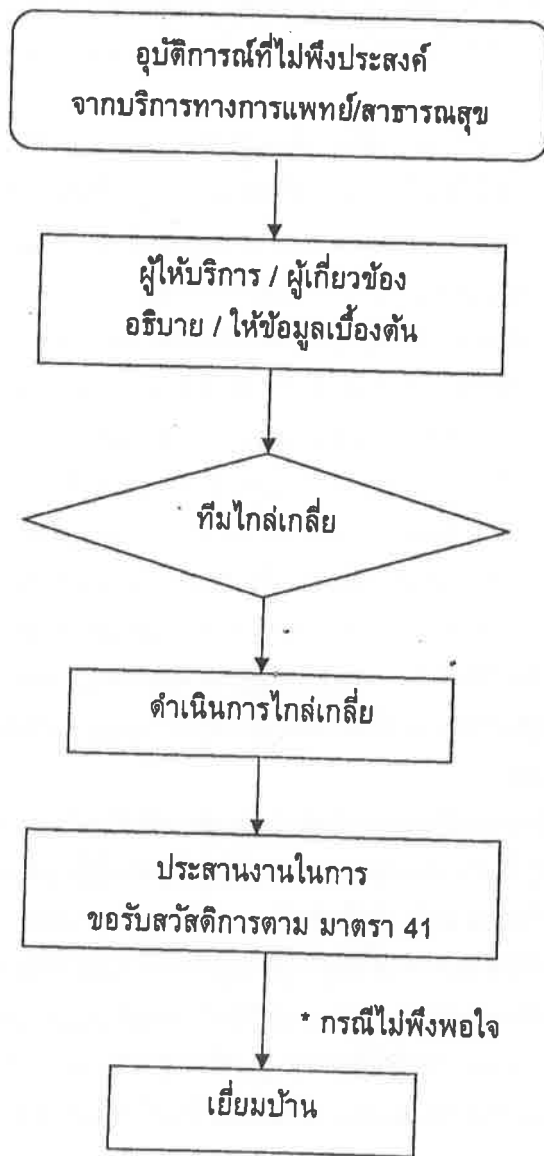 อุบัติการณ์ที่ไม่พึงประสงค์
จากบริการทางการแพทย์/สาธารณสุข
ผู้ให้บริการ / ผู้เกี่ยวข้อง
อธิบาย / ให้ข้อมูลเบื้องต้น
ทีมไกล่เกลี่ย
ดำเนินการไกล่เกลี่ย
ประสานงานในการ
ขอรับสวัสดิการตาม มาตรา 41
* กรณีไม่พึงพอใจ
เยี่ยมบ้าน